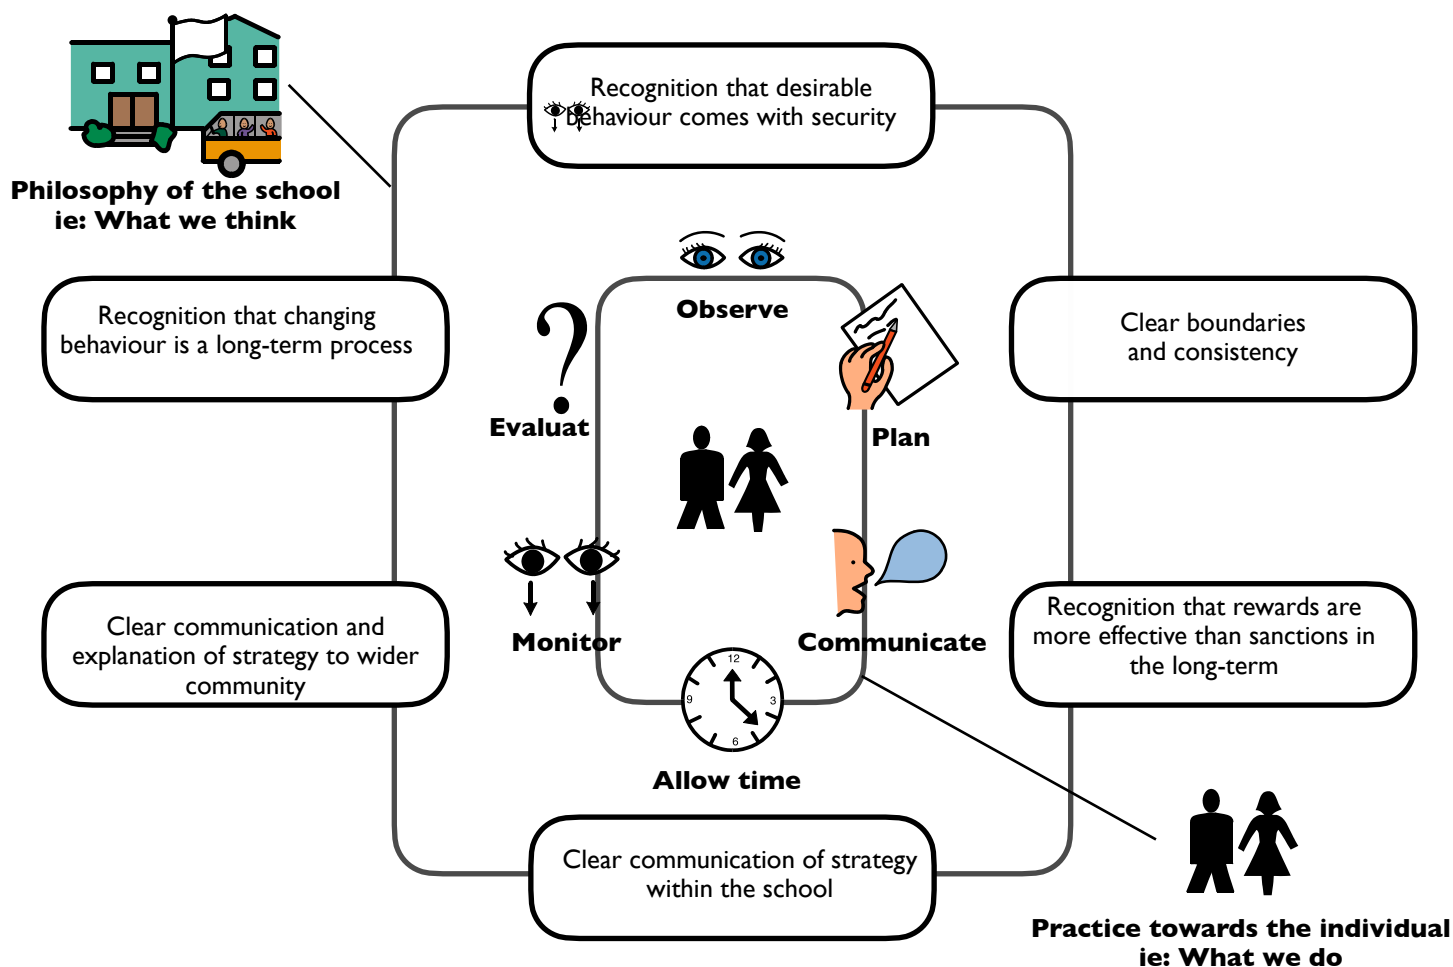 Recognition that desirable
behaviour comes with security
Philosophy of the school
ie: What we think
Observe
Recognition that changing
behaviour is a long-term process
Clear boundaries
and consistency
Evaluat
Plan
Clear communication and
explanation of strategy to wider
community
Monitor
Communicate
Recognition that rewards are
more effective than sanctions in
the long-term
12
9
3
6
Allow time
Clear communication of strategy
within the school
Practice towards the individual
ie: What we do